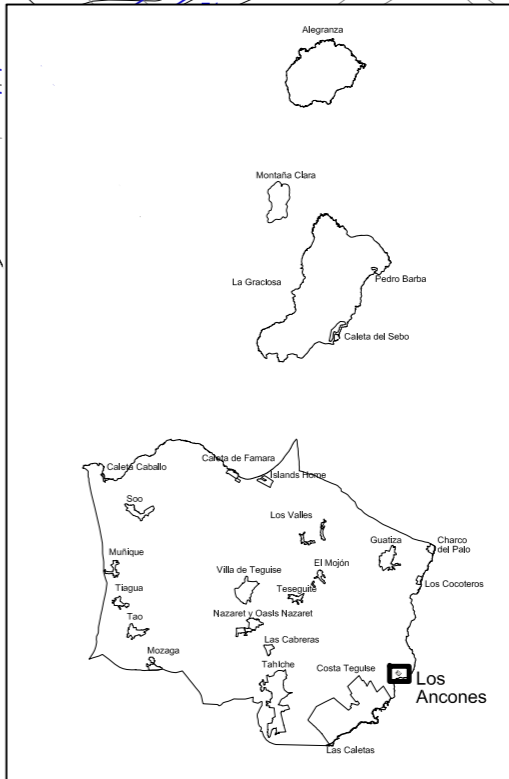 Alegranza
Montaña Clara
La Graciosa
Pedro Barba
Caleta del Sebo
Caleta Caballo
Caleta de Famara
Islands Home
Soo
Los Valles
Guatiza
Charco
del Palo
Muñique
Villa de Teguise
El Mojón
Los Cocoteros
Tiagua
Teseguite
Tao
Nazaret y Oasis Nazaret
Las Cabreras
Mozaga
Tahíche
Costa Teguise
Los
Ancones
Las Caletas